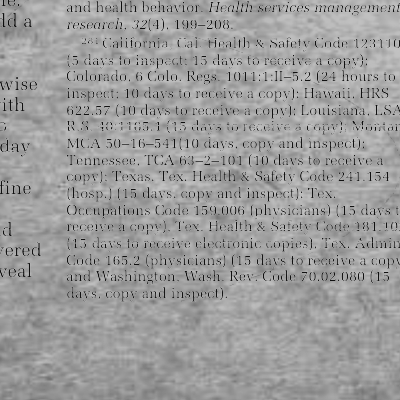 ne.
ld a
wise
ith
day
fine
d
vered
veal
and health behavior. Health services management
research, 32(4), 199–208.
261 California, Cal. Health & Safety Code 123110
(5 days to inspect; 15 days to receive a copy);
Colorado, 6 Colo. Regs. 1011:1:II–5.2 (24 hours to
inspect; 10 days to receive a copy); Hawaii, HRS
622.57 (10 days to receive a copy); Louisiana, LSA
R.S. 40:1165.1 (15 days to receive a copy); Montan
MCA 50–16–541(10 days, copy and inspect);
Tennessee, TCA 63–2–101 (10 days to receive a
copy); Texas, Tex. Health & Safety Code 241.154
(hosp.) (15 days, copy and inspect); Tex.
Occupations Code 159.006 (physicians) (15 days t
receive a copy), Tex. Health & Safety Code 181.10
(15 days to receive electronic copies), Tex. Admin
Code 165.2 (physicians) (15 days to receive a copy
and Washington, Wash. Rev. Code 70.02.080 (15
days, copy and inspect).